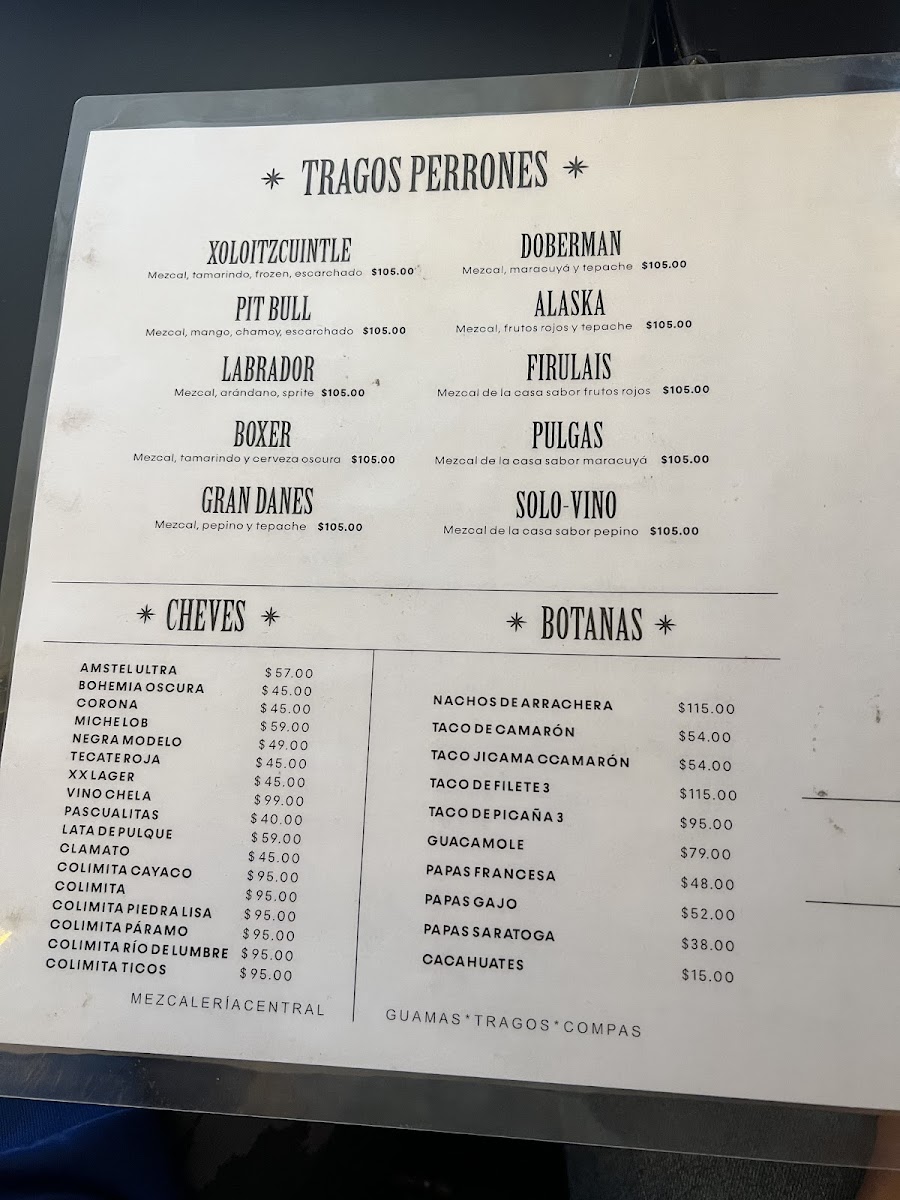 TRAGOS PERRONES
XOLOITZCUINTLE
Mezcal, tamarindo, frozen, escarchado $105.00
PIT BULL
Mezcal, mango, chamoy, escarchado $105.00
LABRADOR
Mezcal, arándano, sprite $105.00
BOXER
Mezcal, tamarindo y cerveza oscura $105.00
GRAN DANES
Mezcal, pepino y tepache $105.00
DOBERMAN
Mezcal, maracuyá y tepache $105.00
ALASKA
Mezcal, frutos rojos y tepache $105.00
FIRULAIS
Mezcal de la casa sabor frutos rojos $105.00
PULGAS
Mezcal de la casa sabor maracuyá $105.00
SOLO-VINO
Mezcal de la casa sabor pepino $105.00
CHEVES
AMSTEL ULTRA $57.00
BOHEMIA OSCURA $45.00
CORONA $45.00
MICHELOB $59.00
NEGRA MODELO $49.00
TECATE ROJA $45.00
XX LAGER $45.00
VINO CHELA $99.00
PASCUALITAS $40.00
LATA DE PULQUE $59.00
CLAMATO $45.00
COLIMITA CAYACO $95.00
COLIMITA $95.00
COLIMITA PIEDRA LISA $95.00
COLIMITA PÁRAMO $95.00
COLIMITA RÍO DE LUMBRE $95.00
COLIMITA TICOS $95.00
MEZCALERÍACENTRAL
BOTANAS
NACHOS DE ARRACHERA $115.00
TACO DE CAMARÓN $54.00
TACO JICAMA CCAMARÓN $54.00
TACO DE FILETE 3 $115.00
TACO DE PICAÑA 3 $95.00
GUACAMOLE $79.00
PAPAS FRANCESA $48.00
PAPAS GAJO $52.00
PAPAS SARATOGA $38.00
CACAHUATES $15.00
GUAMAS*TRAGOS*COMPAS